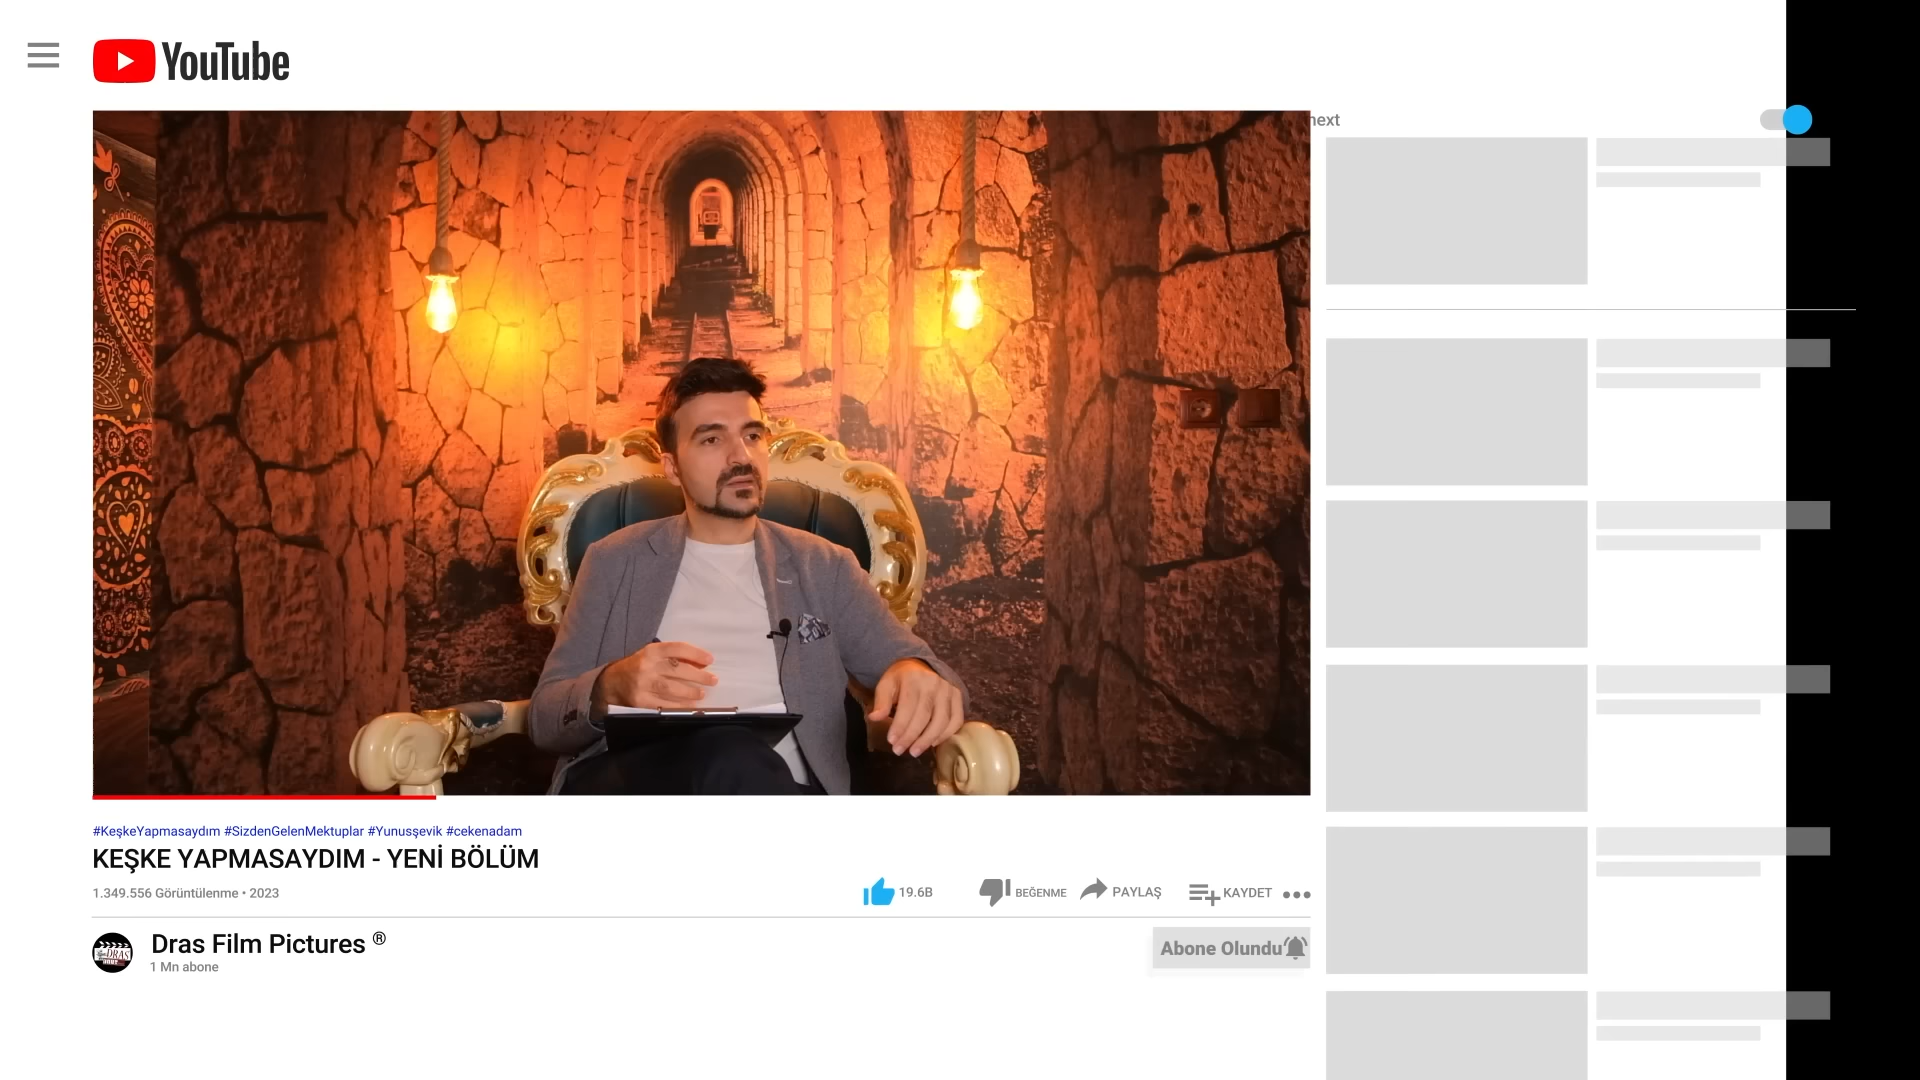 YouTube
next
#KeşkeYapmasaydım #SizdenGelenMektuplar #Yunusşevik #cekenadam
KEŞKE YAPMASAYDIM - YENİ BÖLÜM
1.349.556 Görüntülenme • 2023
19.6B
BEĞENME
PAYLAŞ
KAYDET
Dras Film Pictures ®
1 Mn abone
Abone Olundu
DRAS